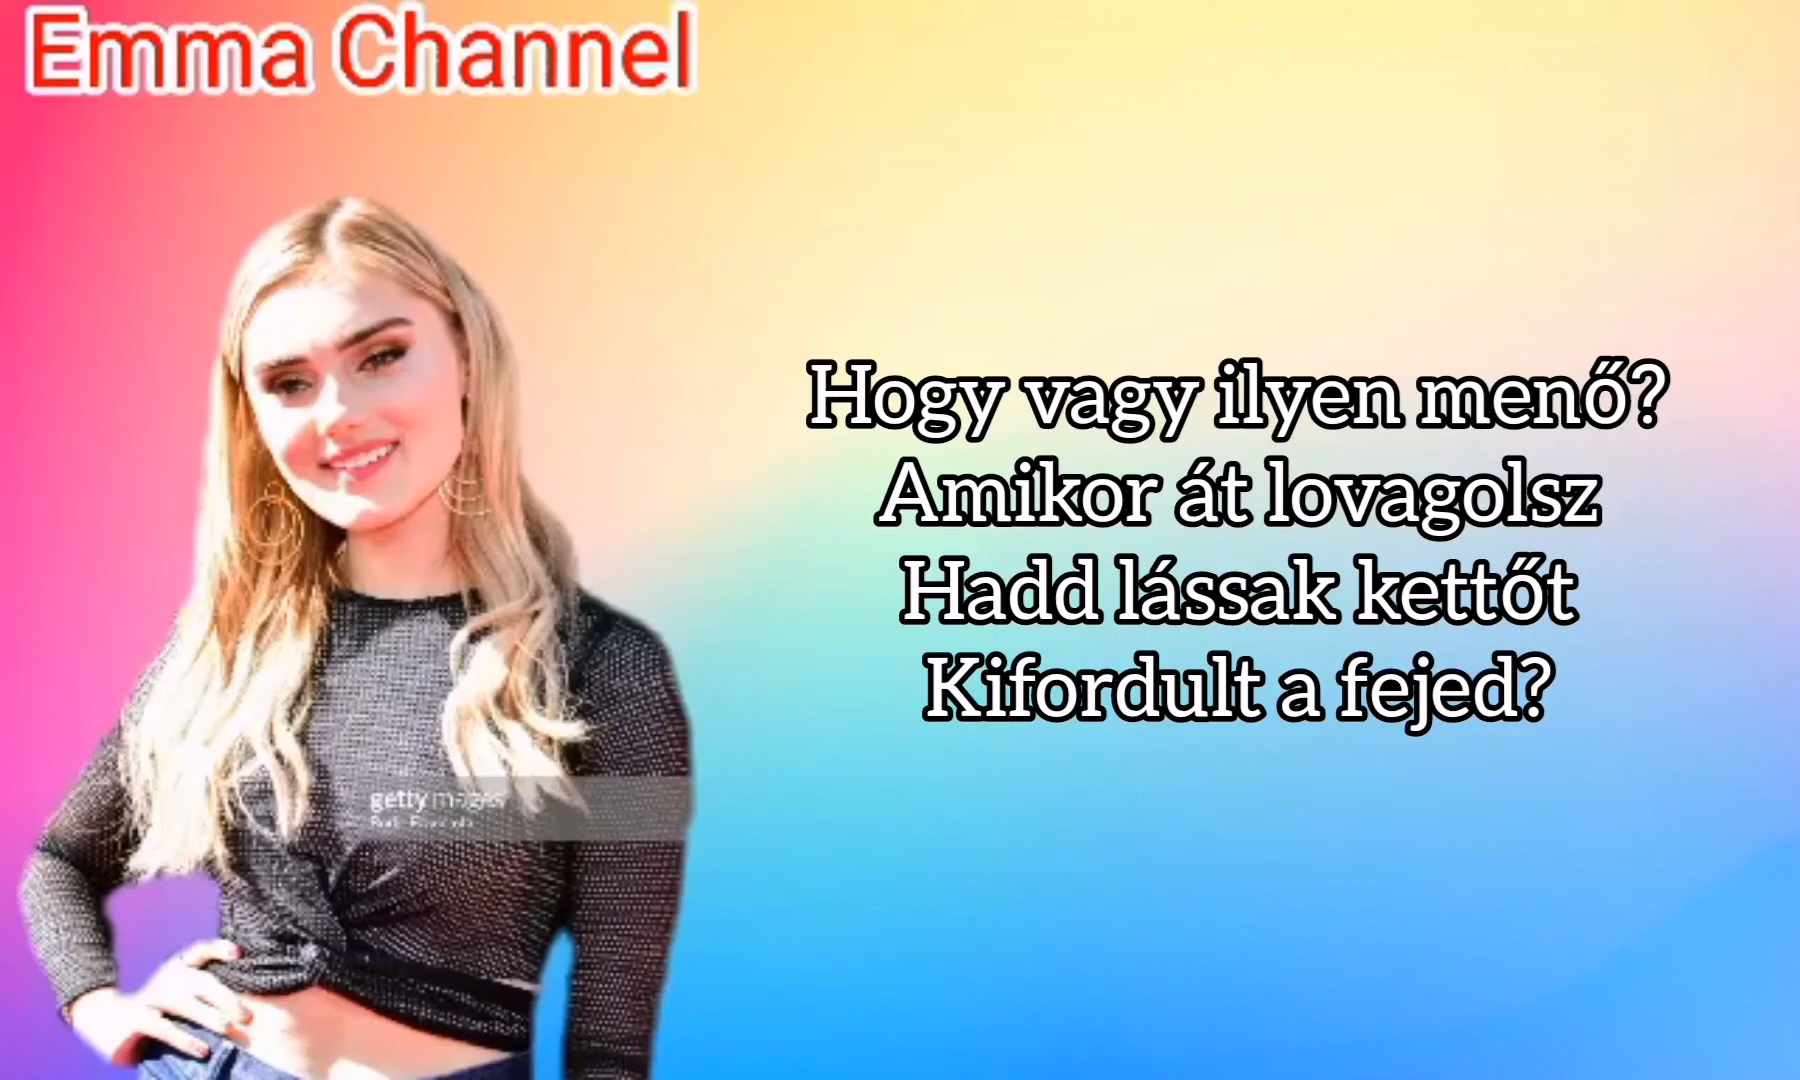 Emma Channel
Hogy vagy ilyen menő?
Amikor át lovagolsz
Hadd lássak kettőt
Kifordult a fejed?
getty images